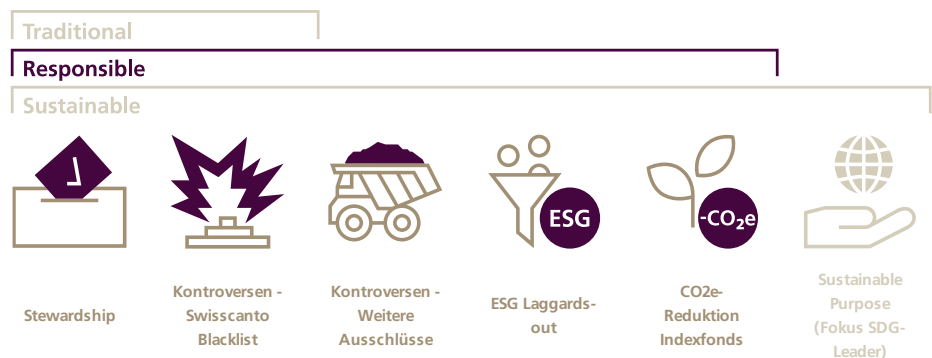 Traditional
Responsible
Sustainable
ESG
-CO₂e
Stewardship
Kontroversen -
Swisscanto
Blacklist
Kontroversen -
Weitere
Ausschlüsse
ESG Laggards-
out
CO2e-
Reduktion
Indexfonds
Sustainable
Purpose
(Fokus SDG-
Leader)